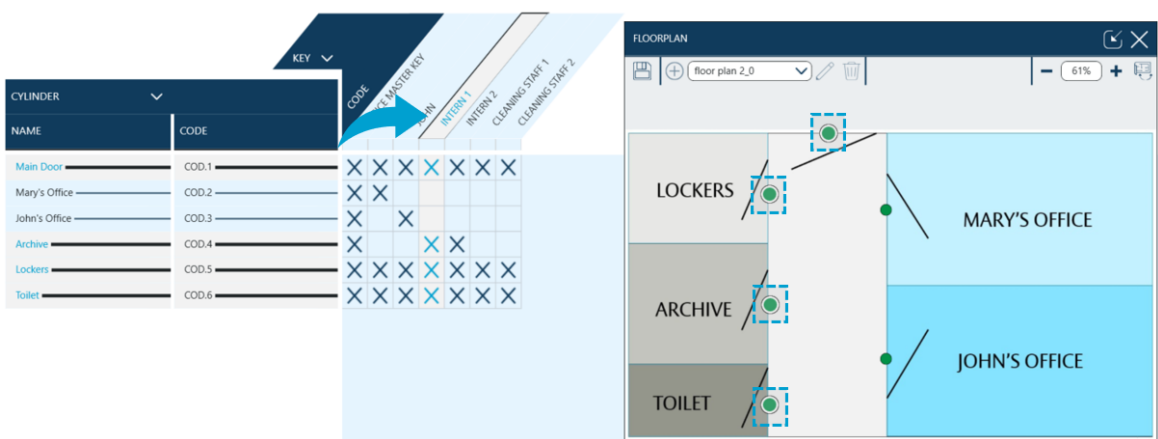 KEY
CODE
MASTER KEY
INTERN 1
INTERN 2
CLEANING STAFF 1
CLEANING STAFF 2
CYLINDER
NAME CODE
Main Door COD.1
Mary's Office COD.2
John's Office COD.3
Archive COD.4
Lockers COD.5
Toilet COD.6
FLOORPLAN
floor plan 2_0 61%
LOCKERS
MARY'S OFFICE
ARCHIVE
JOHN'S OFFICE
TOILET